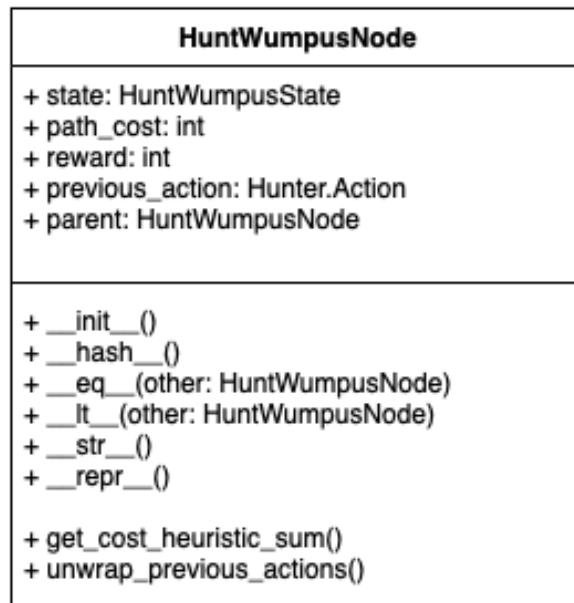 HuntWumpusNode
+ state: HuntWumpusState
+ path_cost: int
+ reward: int
+ previous_action: Hunter.Action
+ parent: HuntWumpusNode
+ __init__()
+ __hash__()
+ __eq__(other: HuntWumpusNode)
+ __lt__(other: HuntWumpusNode)
+ __str__()
+ __repr__()
+ get_cost_heuristic_sum()
+ unwrap_previous_actions()